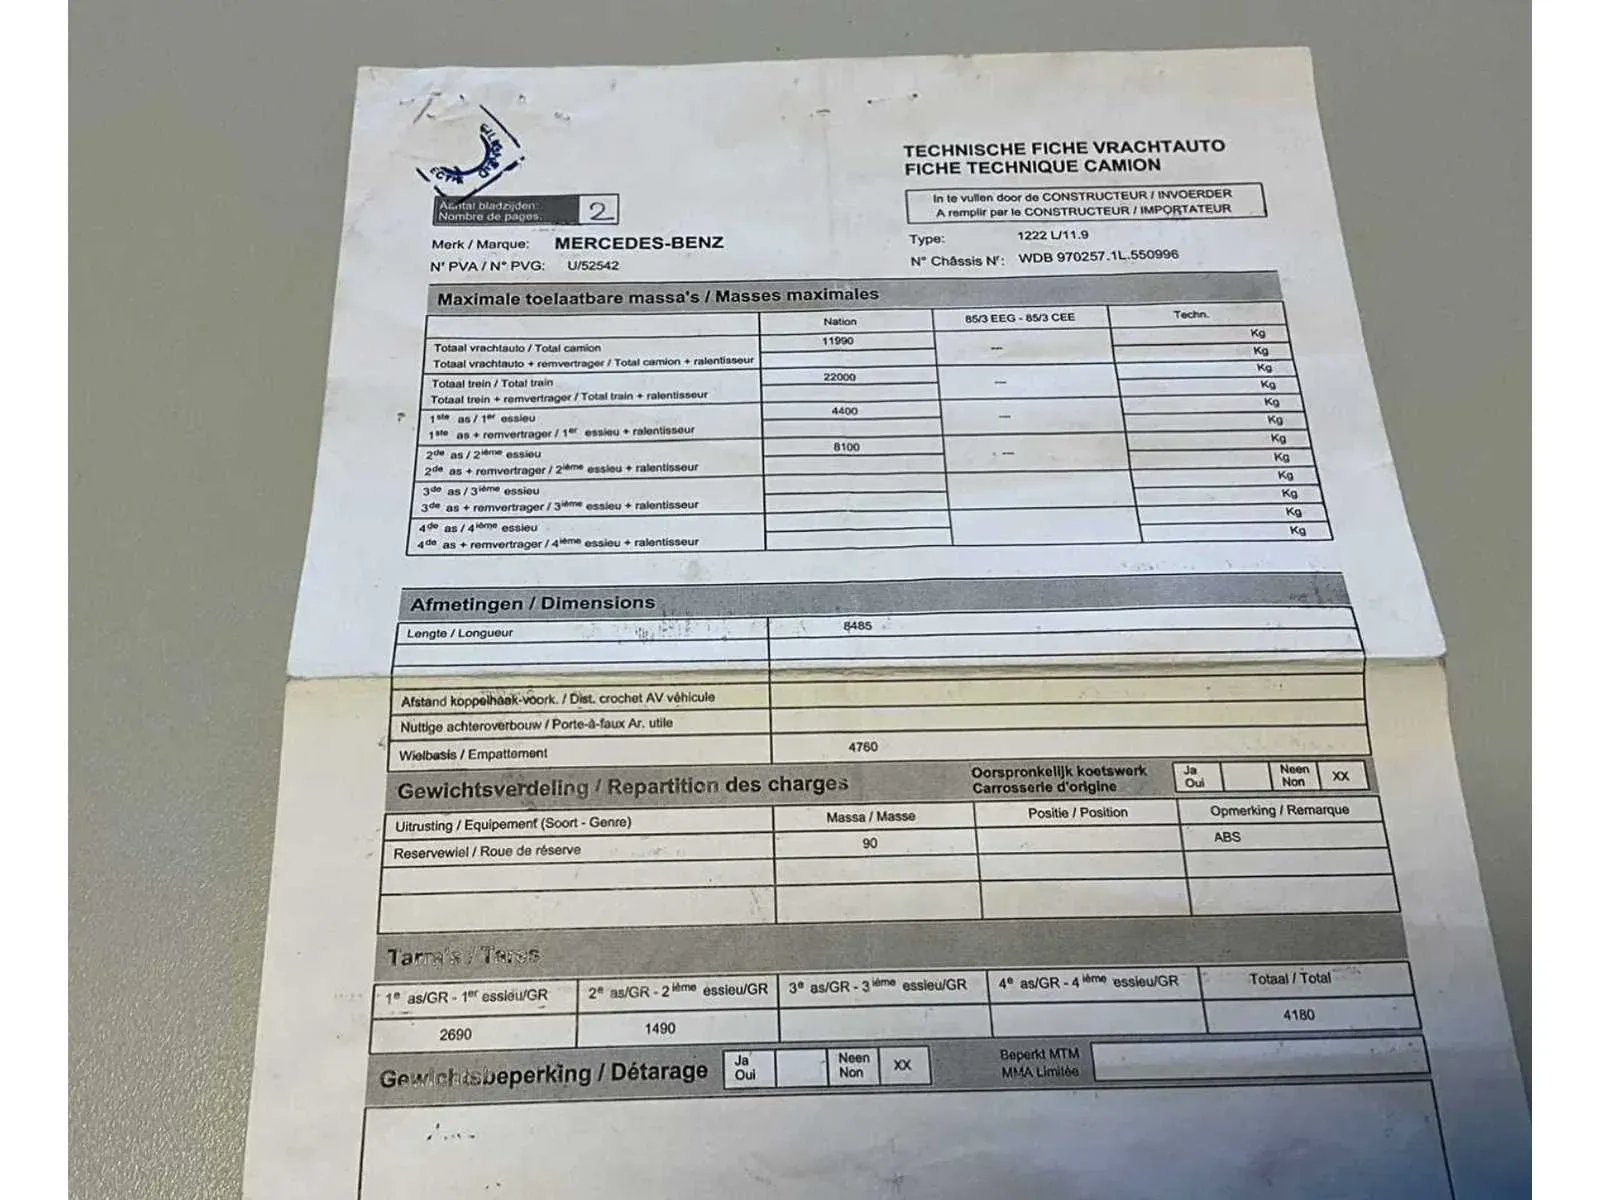 TECHNISCHE FICHE VRACHTAUTO
FICHE TECHNIQUE CAMION
Aantal bladzijden:
Nombre de pages:
2
In te vullen door de CONSTRUCTEUR / INVOERDER
A remplir par le CONSTRUCTEUR / IMPORTATEUR
Merk / Marque: MERCEDES-BENZ
Type: 1222 L/11.9
N' PVA / N° PVG: U/52542
N° Châssis N': WDB 970257.1L.550996
Maximale toelaatbare massa's / Masses maximales
Nation 85/3 EEG - 85/3 CEE Techn.
Totaal vrachtauto / Total camion 11990 --- Kg
Totaal vrachtauto + remvertrager / Total camion + ralentisseur Kg
Totaal trein / Total train 22000 --- Kg
Totaal trein + remvertrager / Total train + ralentisseur Kg
1ste as / 1er essieu 4400 --- Kg
1ste as + remvertrager / 1er essieu + ralentisseur Kg
2de as / 2ième essieu 8100 --- Kg
2de as + remvertrager / 2ième essieu + ralentisseur Kg
3de as / 3ième essieu Kg
3de as + remvertrager / 3ième essieu + ralentisseur Kg
4de as / 4ième essieu Kg
4de as + remvertrager / 4ième essieu + ralentisseur Kg
Afmetingen / Dimensions
Lengte / Longueur 8485
Afstand koppelhaak-voork. / Dist. crochet AV véhicule
Nuttige achteroverbouw / Porte-à-faux Ar. utile
Wielbasis / Empattement 4760
Gewichtsverdeling / Repartition des charges
Oorspronkelijk koetswerk
Carrosserie d'origine
Ja
Oui
Neen
Non
XX
Uitrusting / Equipement (Soort - Genre) Massa / Masse Positie / Position Opmerking / Remarque
Reservewiel / Roue de réserve 90 ABS
Tarra's / Tares
1e as/GR - 1er essieu/GR 2e as/GR - 2ième essieu/GR 3e as/GR - 3ième essieu/GR 4e as/GR - 4ième essieu/GR Totaal / Total
2690 1490 4180
Gewichtsbeperking / Détarage
Ja
Oui
Neen
Non
XX
Beperkt MTM
MMA Limitée